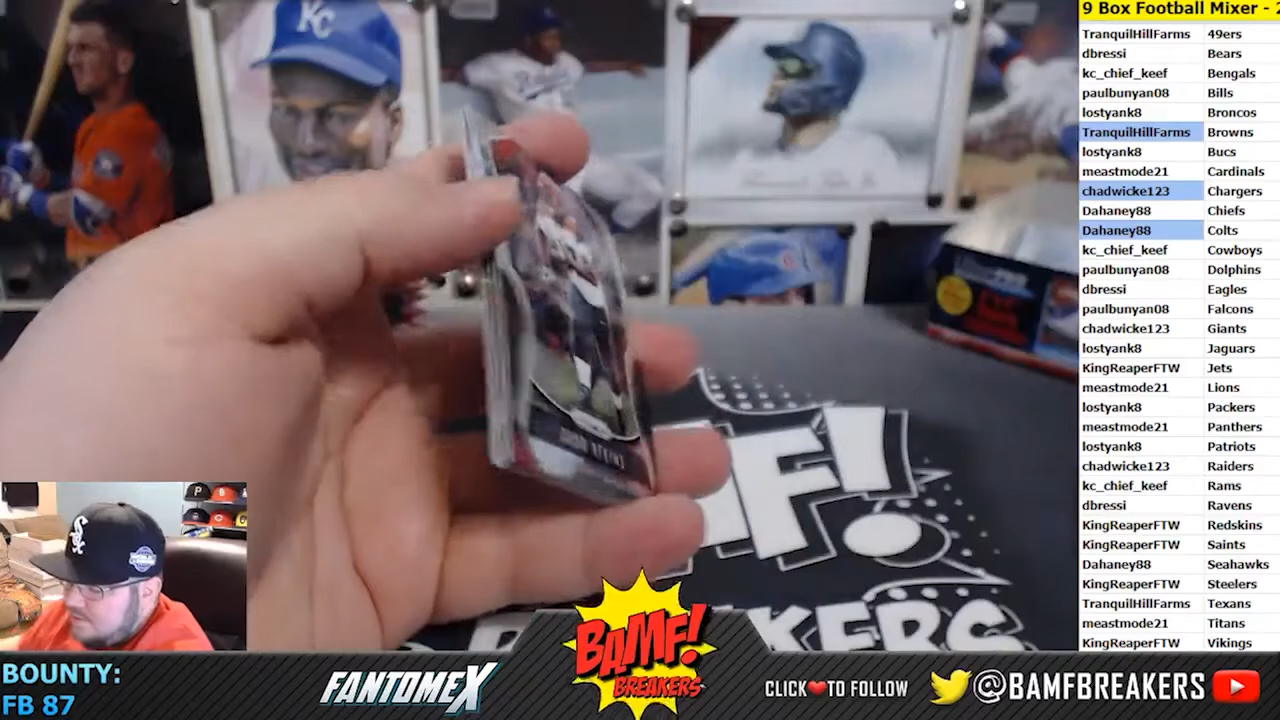 9 Box Football Mixer - 2
TranquilHillFarms 49ers
dbressi Bears
kc_chief_keef Bengals
paulbunyan08 Bills
lostyank8 Broncos
TranquilHillFarms Browns
lostyank8 Bucs
meastmode21 Cardinals
chadwicke123 Chargers
Dahaney88 Chiefs
Dahaney88 Colts
kc_chief_keef Cowboys
paulbunyan08 Dolphins
dbressi Eagles
paulbunyan08 Falcons
chadwicke123 Giants
lostyank8 Jaguars
KingReaperFTW Jets
meastmode21 Lions
lostyank8 Packers
meastmode21 Panthers
lostyank8 Patriots
chadwicke123 Raiders
kc_chief_keef Rams
dbressi Ravens
KingReaperFTW Redskins
KingReaperFTW Saints
Dahaney88 Seahawks
KingReaperFTW Steelers
TranquilHillFarms Texans
meastmode21 Titans
KingReaperFTW Vikings
KC
F!
KERS
BOUNTY:
FB 87
FANTOMEX
BAMF!
BREAKERS
CLICK TO FOLLOW
@BAMFBREAKERS